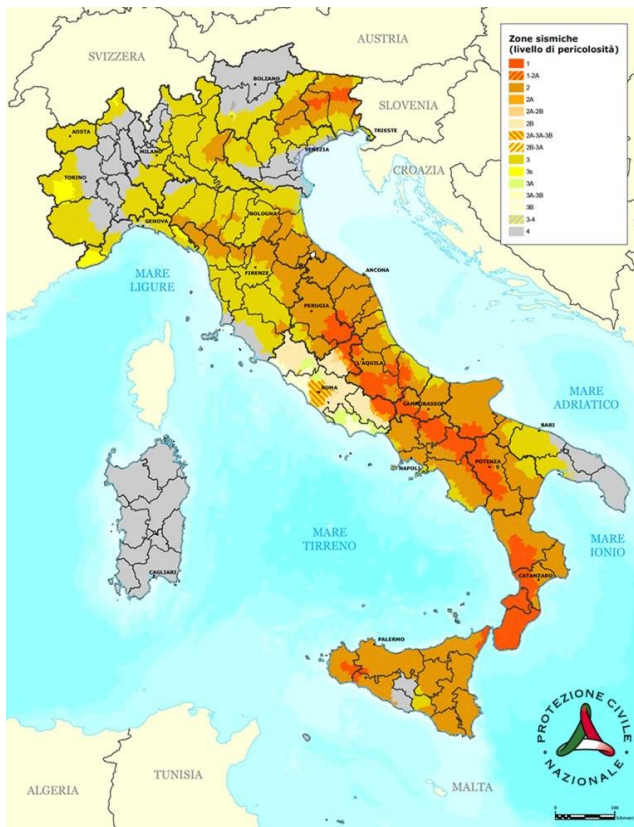 AUSTRIA
SVIZZERA
BOLZANO
SLOVENIA
AOSTA
TRIESTE
MILANO
VENEZIA
CROAZIA
TORINO
GENOVA
BOLOGNA
MARE
LIGURE
FIRENZE
ANCONA
PERUGIA
L'AQUILA
ROMA
CAMPOBASSO
MARE
ADRIATICO
BARI
NAPOLI
POTENZA
MARE
TIRRENO
MARE
IONIO
CAGLIARI
CATANZARO
PALERMO
ALGERIA
TUNISIA
MALTA
Zone sismiche
(livello di pericolosità)
1
1-2A
2
2A
2A-2B
2B
2A-3A-3B
2B-3A
3
3s
3A
3A-3B
3B
3-4
4
PROTEZIONE CIVILE
NAZIONALE
0
100